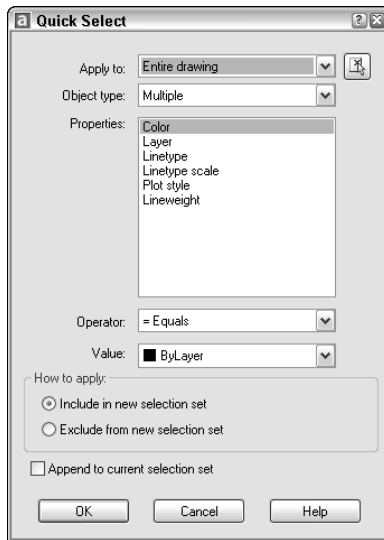 a Quick Select
Apply to: Entire drawing
Object type: Multiple
Properties: Color
Layer
Linetype
Linetype scale
Plot style
Lineweight
Operator: = Equals
Value: ByLayer
How to apply:
Include in new selection set
Exclude from new selection set
Append to current selection set
OK Cancel Help